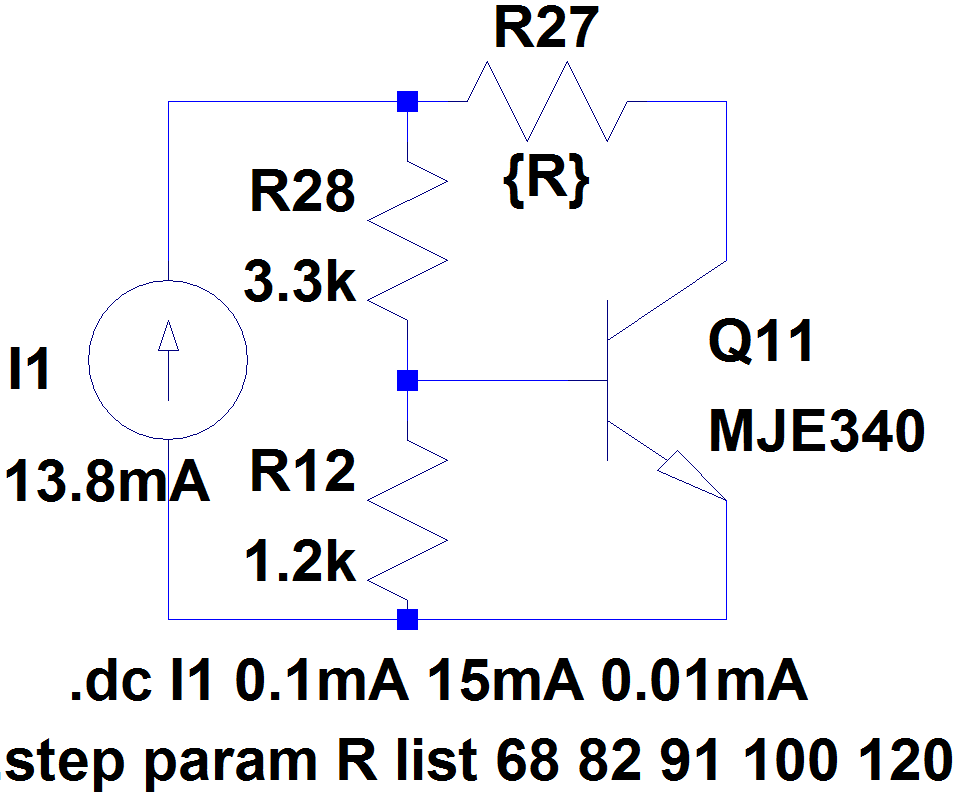 R27
{R}
R28
3.3k
I1
13.8mA
Q11
MJE340
R12
1.2k
.dc I1 0.1mA 15mA 0.01mA
.step param R list 68 82 91 100 120